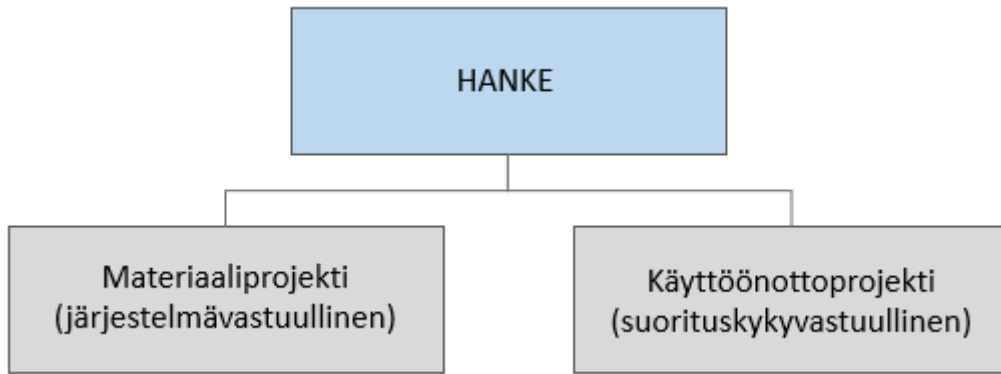 HANKE
Materiaaliprojekti
(järjestelmävastuullinen)
Käyttöönottoprojekti
(suorituskykyvastuullinen)